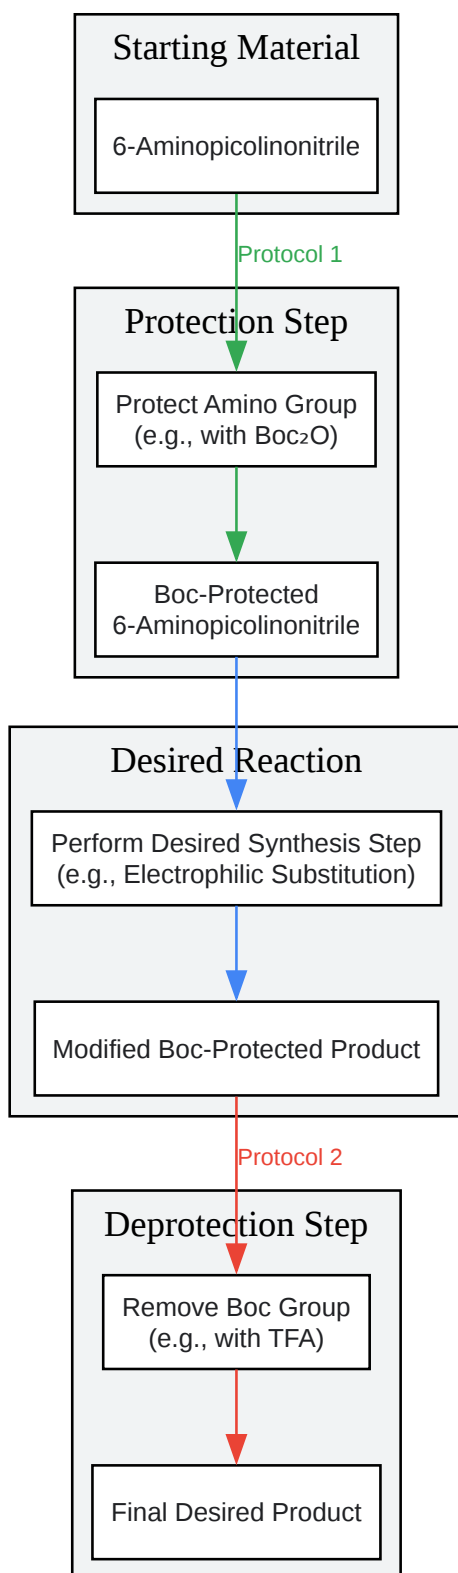 Starting Material
6-Aminopicolinonitrile
Protocol 1
Protection Step
Protect Amino Group
(e.g., with Boc₂O)
Boc-Protected
6-Aminopicolinonitrile
Desired Reaction
Perform Desired Synthesis Step
(e.g., Electrophilic Substitution)
Modified Boc-Protected Product
Protocol 2
Deprotection Step
Remove Boc Group
(e.g., with TFA)
Final Desired Product